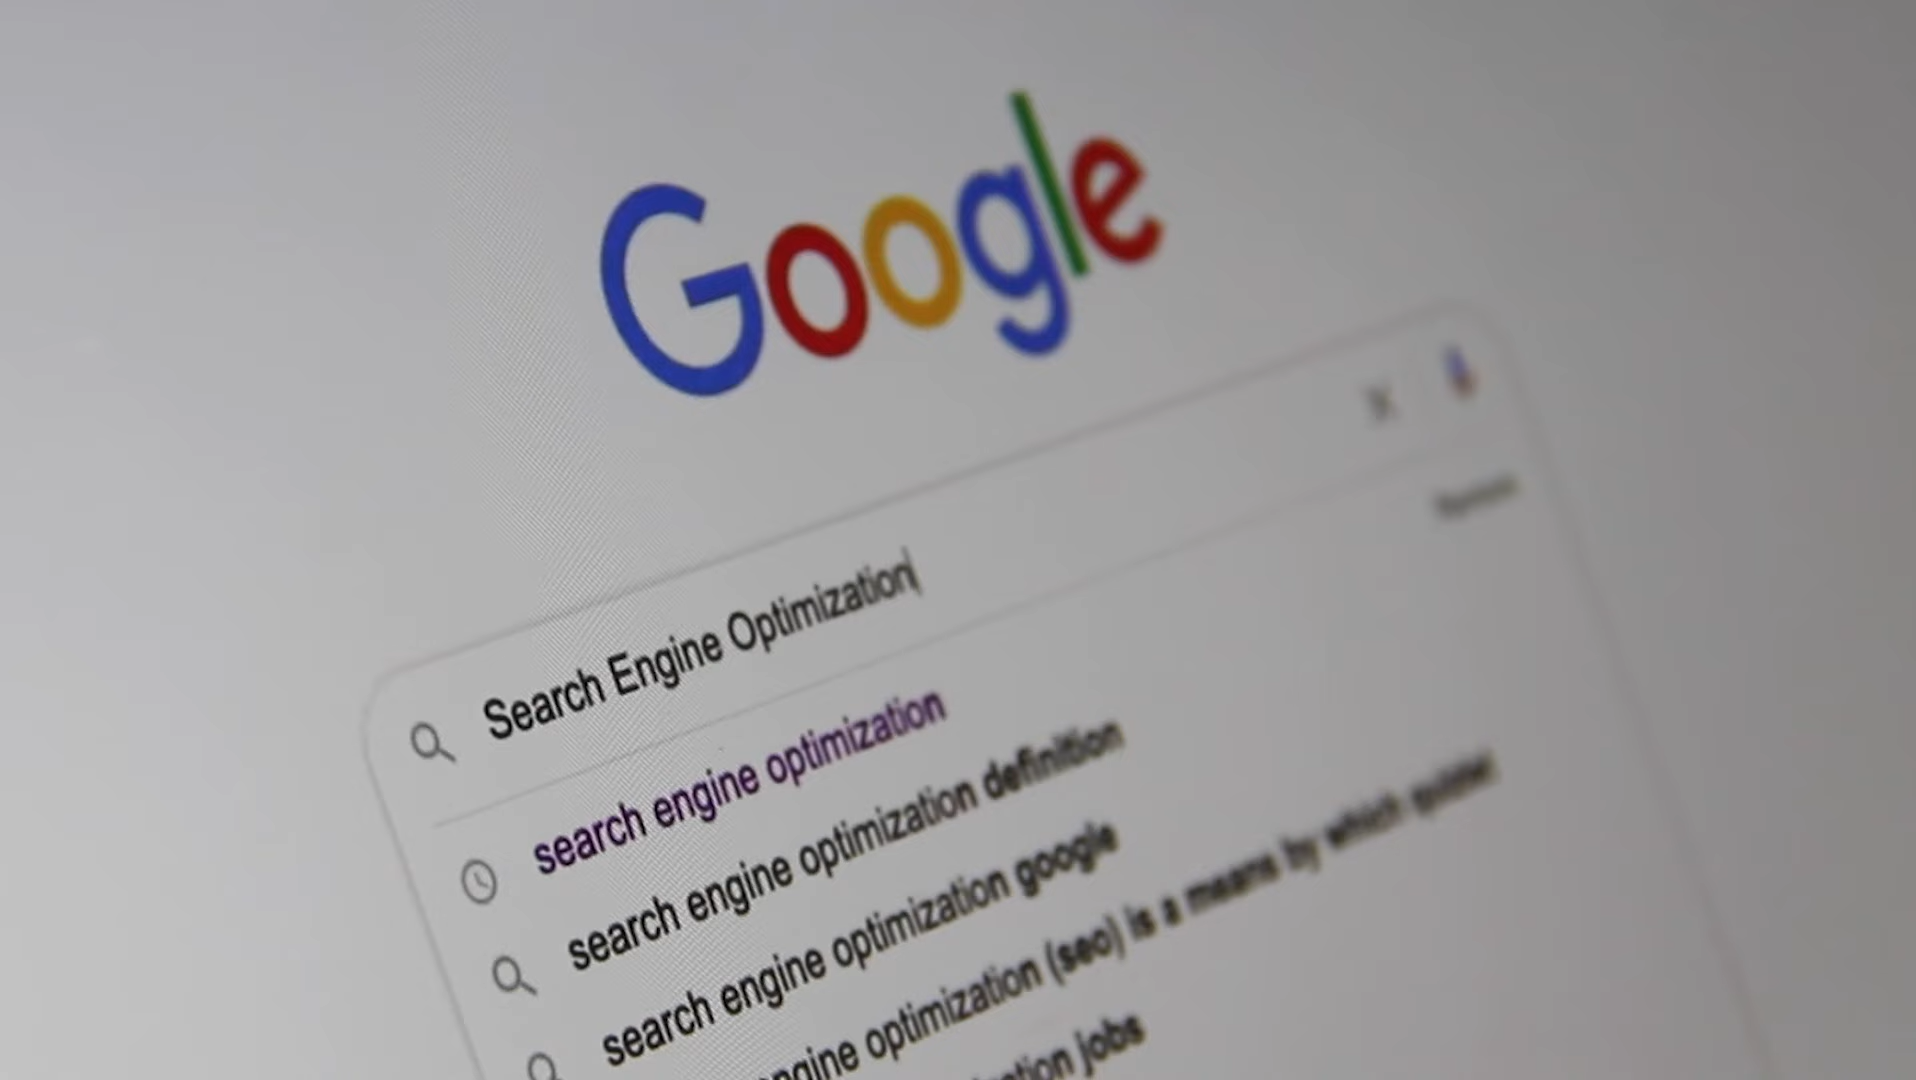 Google
Search Engine Optimization
search engine optimization
search engine optimization definition
search engine optimization google
engine optimization (seo) is a means by which
jobs